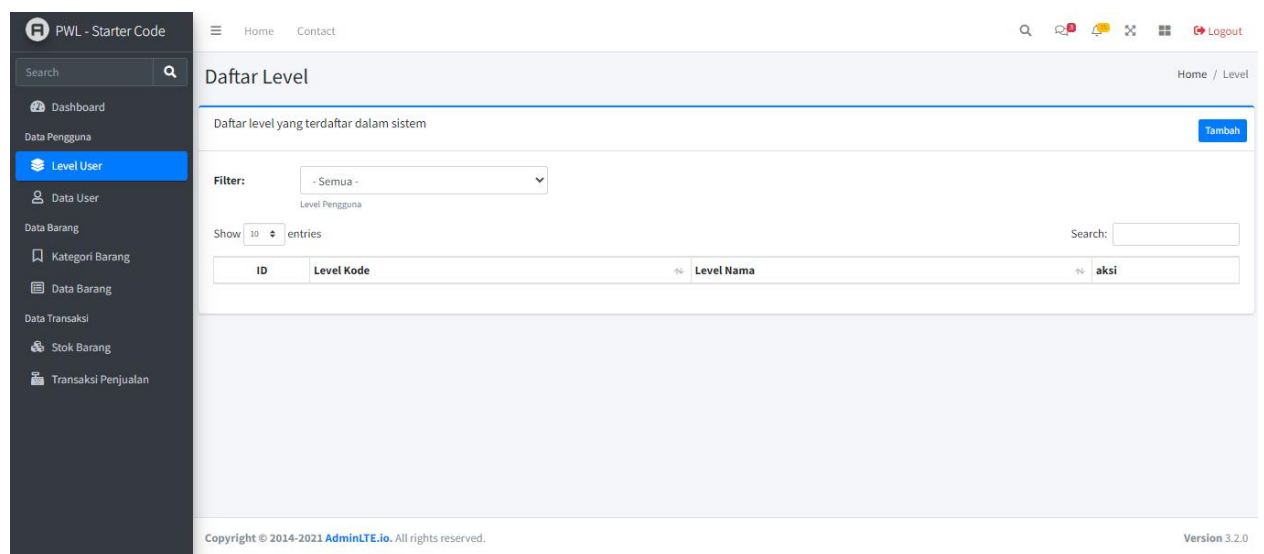 PWL - Starter Code
Home Contact
Logout
Search
Daftar Level
Home / Level
Dashboard
Data Pengguna
Level User
Data User
Data Barang
Kategori Barang
Data Barang
Data Transaksi
Stok Barang
Transaksi Penjualan
Daftar level yang terdaftar dalam sistem
Tambah
Filter:
- Semua -
Level Pengguna
Show 10 entries
Search:
ID Level Kode Level Nama aksi
Copyright © 2014-2021 AdminLTE.io. All rights reserved.
Version 3.2.0